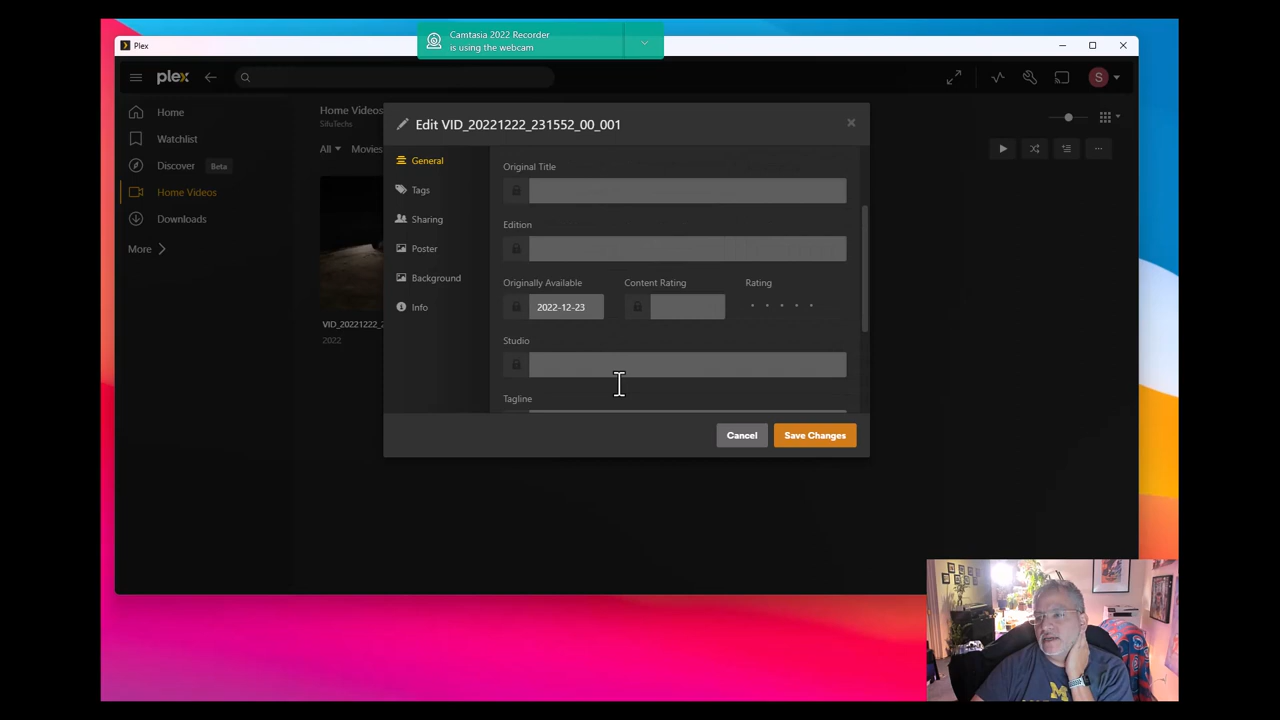 Camtasia 2022 Recorder
is using the webcam
Plex
plex
S
Home
Watchlist
Discover Beta
Home Videos
Downloads
More
Home Videos
SifuTechs
All Movies
VID_20221222_2
2022
Edit VID_20221222_231552_00_001
General
Tags
Sharing
Poster
Background
Info
Original Title
Edition
Originally Available Content Rating Rating
2022-12-23
Studio
Tagline
Cancel Save Changes